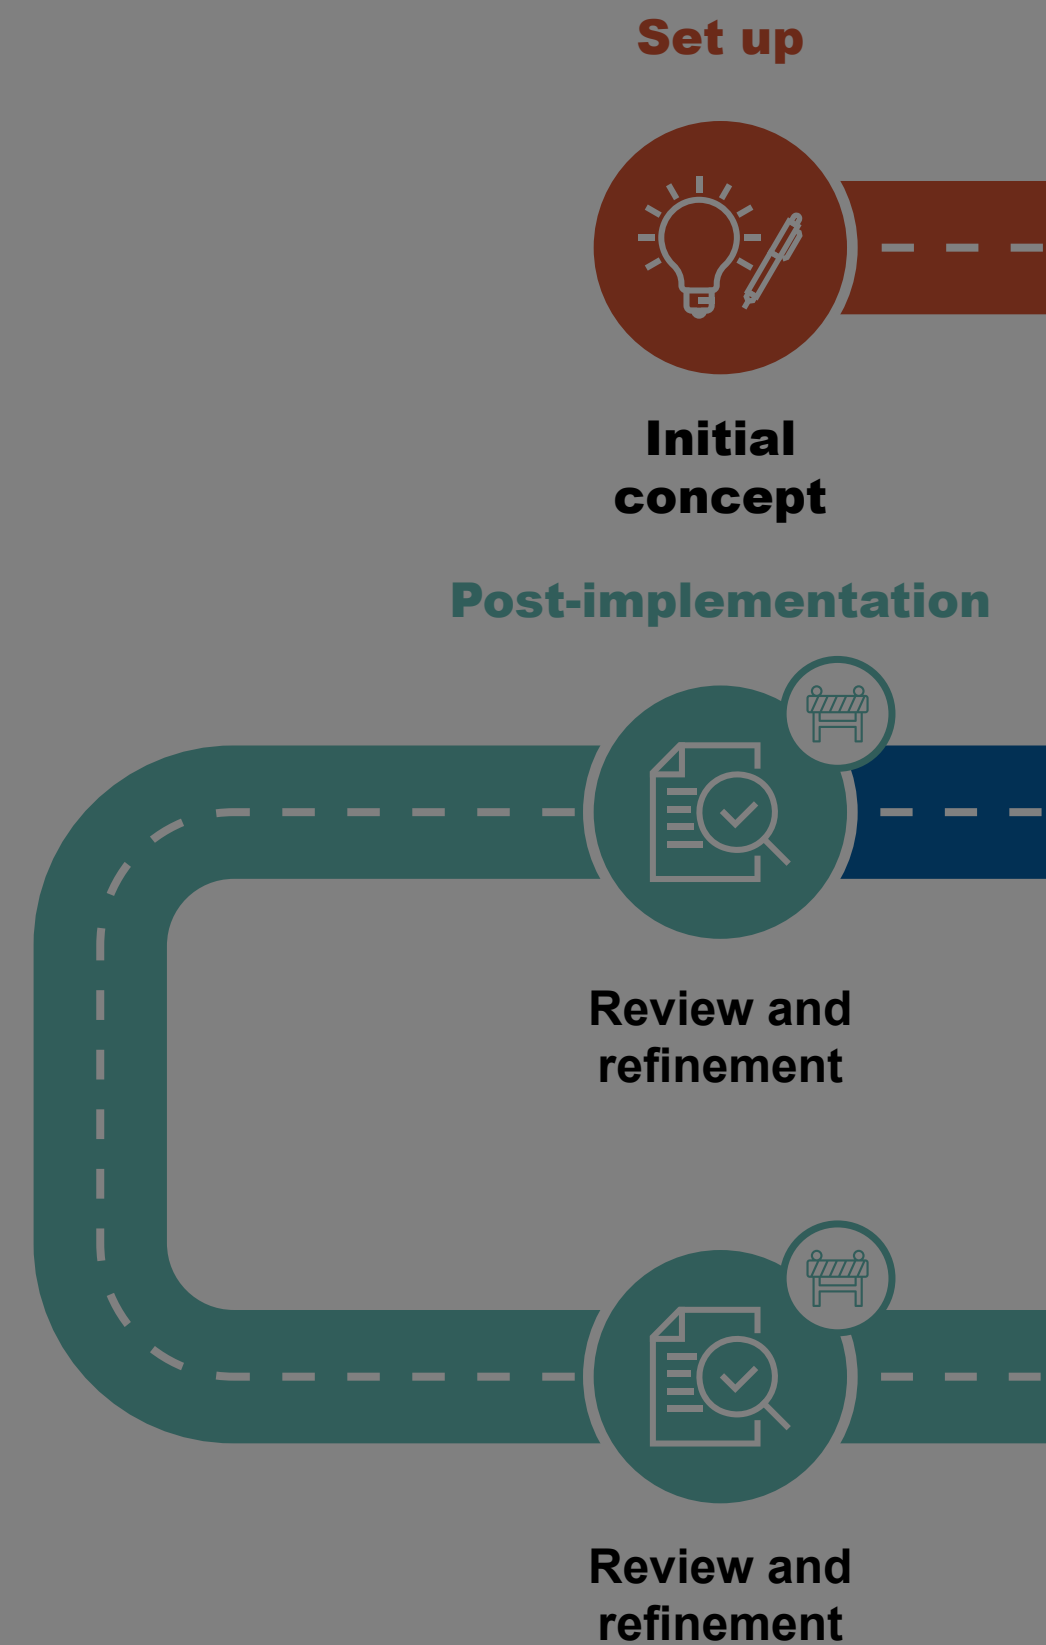 Set up
Initial
concept
Post-implementation
Review and
refinement
Review and
refinement